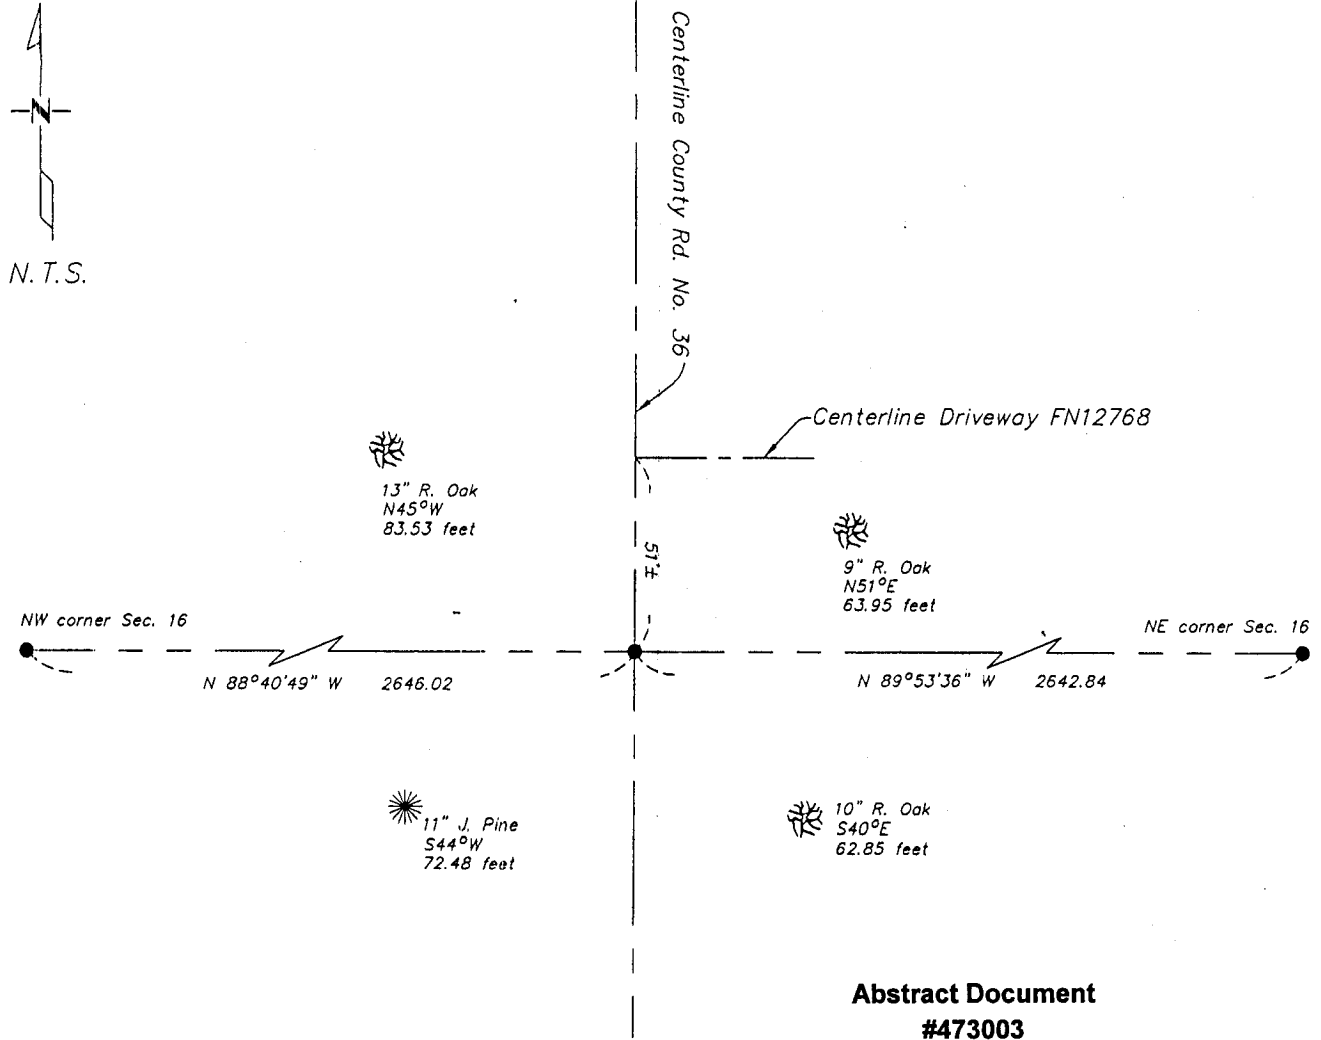 N
N.T.S.
Centerline County Rd. No. 36
Centerline Driveway FN12768
13" R. Oak
N45°W
83.53 feet
51'±
9" R. Oak
N51°E
63.95 feet
NW corner Sec. 16
NE corner Sec. 16
N 88°40'49" W 2646.02
N 89°53'36" W 2642.84
11" J. Pine
S44°W
72.48 feet
10" R. Oak
S40°E
62.85 feet
Abstract Document
#473003